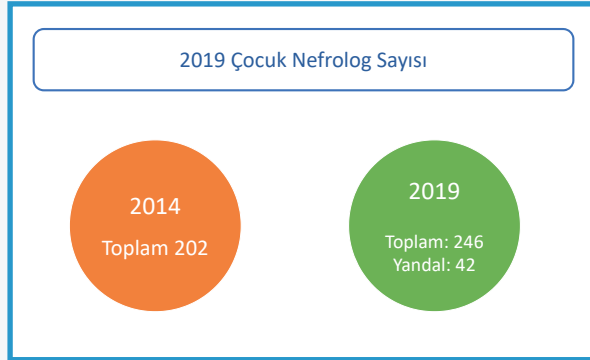 2019 Çocuk Nefrolog Sayısı
2014
Toplam 202
2019
Toplam: 246
Yandal: 42